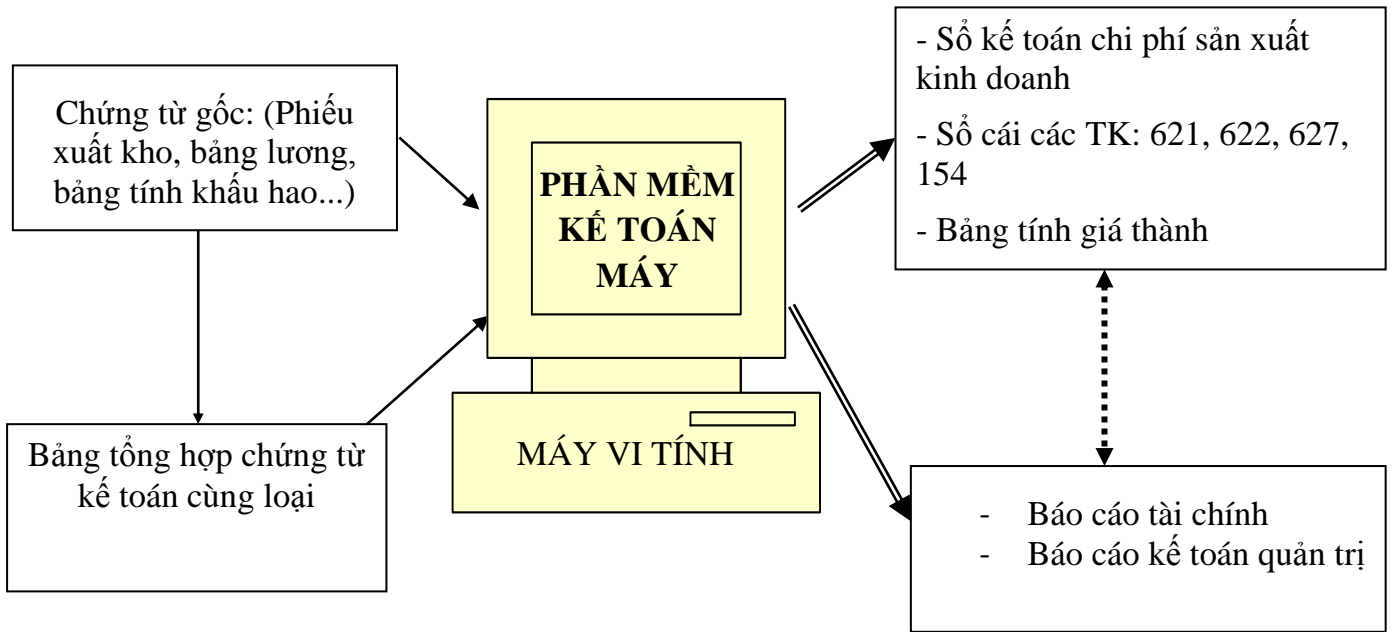 Chứng từ gốc: (Phiếu
xuất kho, bảng lương,
bảng tính khấu hao...)
Bảng tổng hợp chứng từ
kế toán cùng loại
PHẦN MỀM
KẾ TOÁN
MÁY
MÁY VI TÍNH
- Sổ kế toán chi phí sản xuất
kinh doanh
- Sổ cái các TK: 621, 622, 627,
154
- Bảng tính giá thành
- Báo cáo tài chính
- Báo cáo kế toán quản trị